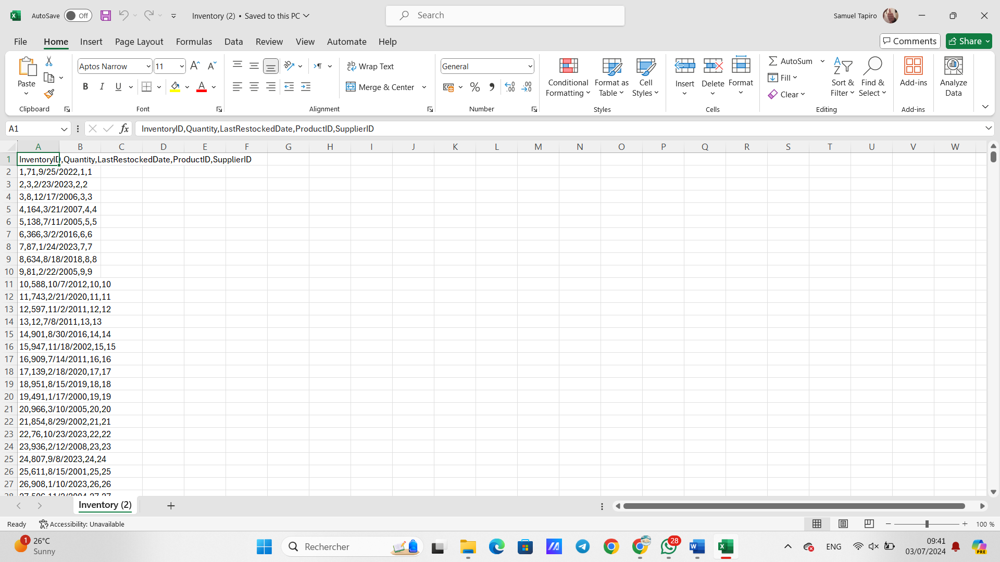 AutoSave Off Inventory (2) • Saved to this PC Search Samuel Tapiro
File Home Insert Page Layout Formulas Data Review View Automate Help Comments Share
Paste
Clipboard
Aptos Narrow 11
B I U
Font
Wrap Text
Merge & Center
Alignment
General
Number
Conditional Formatting
Format as Table
Cell Styles
Styles
Insert Delete Format
Cells
AutoSum
Fill
Clear
Sort & Filter
Find & Select
Editing
Add-ins
Add-ins
Analyze Data
A1 fx InventoryID,Quantity,LastRestockedDate,ProductID,SupplierID
A B C D E F G H I J K L M N O P Q R S T U V W
1 InventoryID,Quantity,LastRestockedDate,ProductID,SupplierID
2 1,71,9/25/2022,1,1
3 2,3,2/23/2023,2,2
4 3,8,12/17/2006,3,3
5 4,164,3/21/2007,4,4
6 5,138,7/11/2005,5,5
7 6,366,3/2/2016,6,6
8 7,87,1/24/2023,7,7
9 8,634,8/18/2018,8,8
10 9,81,2/22/2005,9,9
11 10,588,10/7/2012,10,10
12 11,743,2/21/2020,11,11
13 12,597,11/2/2011,12,12
14 13,12,7/8/2011,13,13
15 14,901,8/30/2016,14,14
16 15,947,11/18/2002,15,15
17 16,909,7/14/2011,16,16
18 17,139,2/18/2020,17,17
19 18,951,8/15/2019,18,18
20 19,491,1/17/2000,19,19
21 20,966,3/10/2005,20,20
22 21,854,8/29/2002,21,21
23 22,76,10/23/2023,22,22
24 23,936,2/12/2008,23,23
25 24,807,9/8/2023,24,24
26 25,611,8/15/2001,25,25
27 26,908,1/10/2023,26,26
Inventory (2)
Ready Accessibility: Unavailable 100 %
1 26°C
Sunny
Rechercher
28
ENG
09:41
03/07/2024
PRE